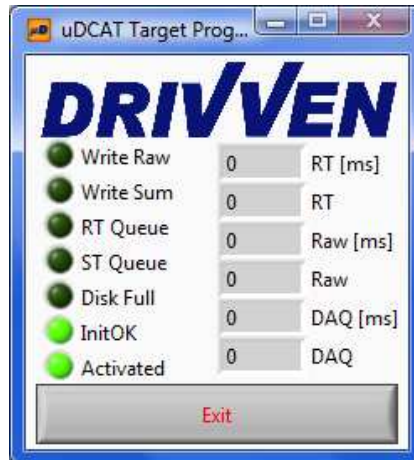 uDCAT Target Prog...
DRIVVEN
Write Raw 0 RT [ms]
Write Sum 0 RT
RT Queue 0 Raw [ms]
ST Queue 0 Raw
Disk Full 0 DAQ [ms]
InitOK 0 DAQ
Activated
Exit